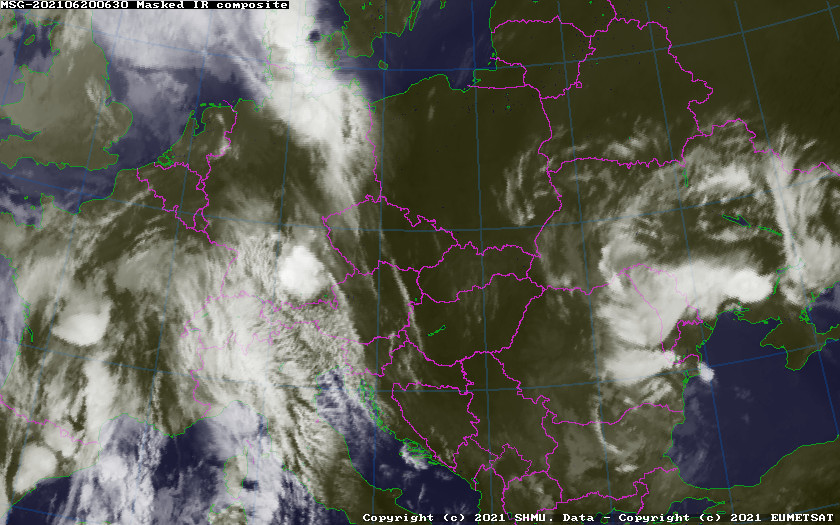 MSG-202106200630 Masked IR composite
Copyright (c) 2021 SHMU. Data - Copyright (c) 2021 EUMETSAT